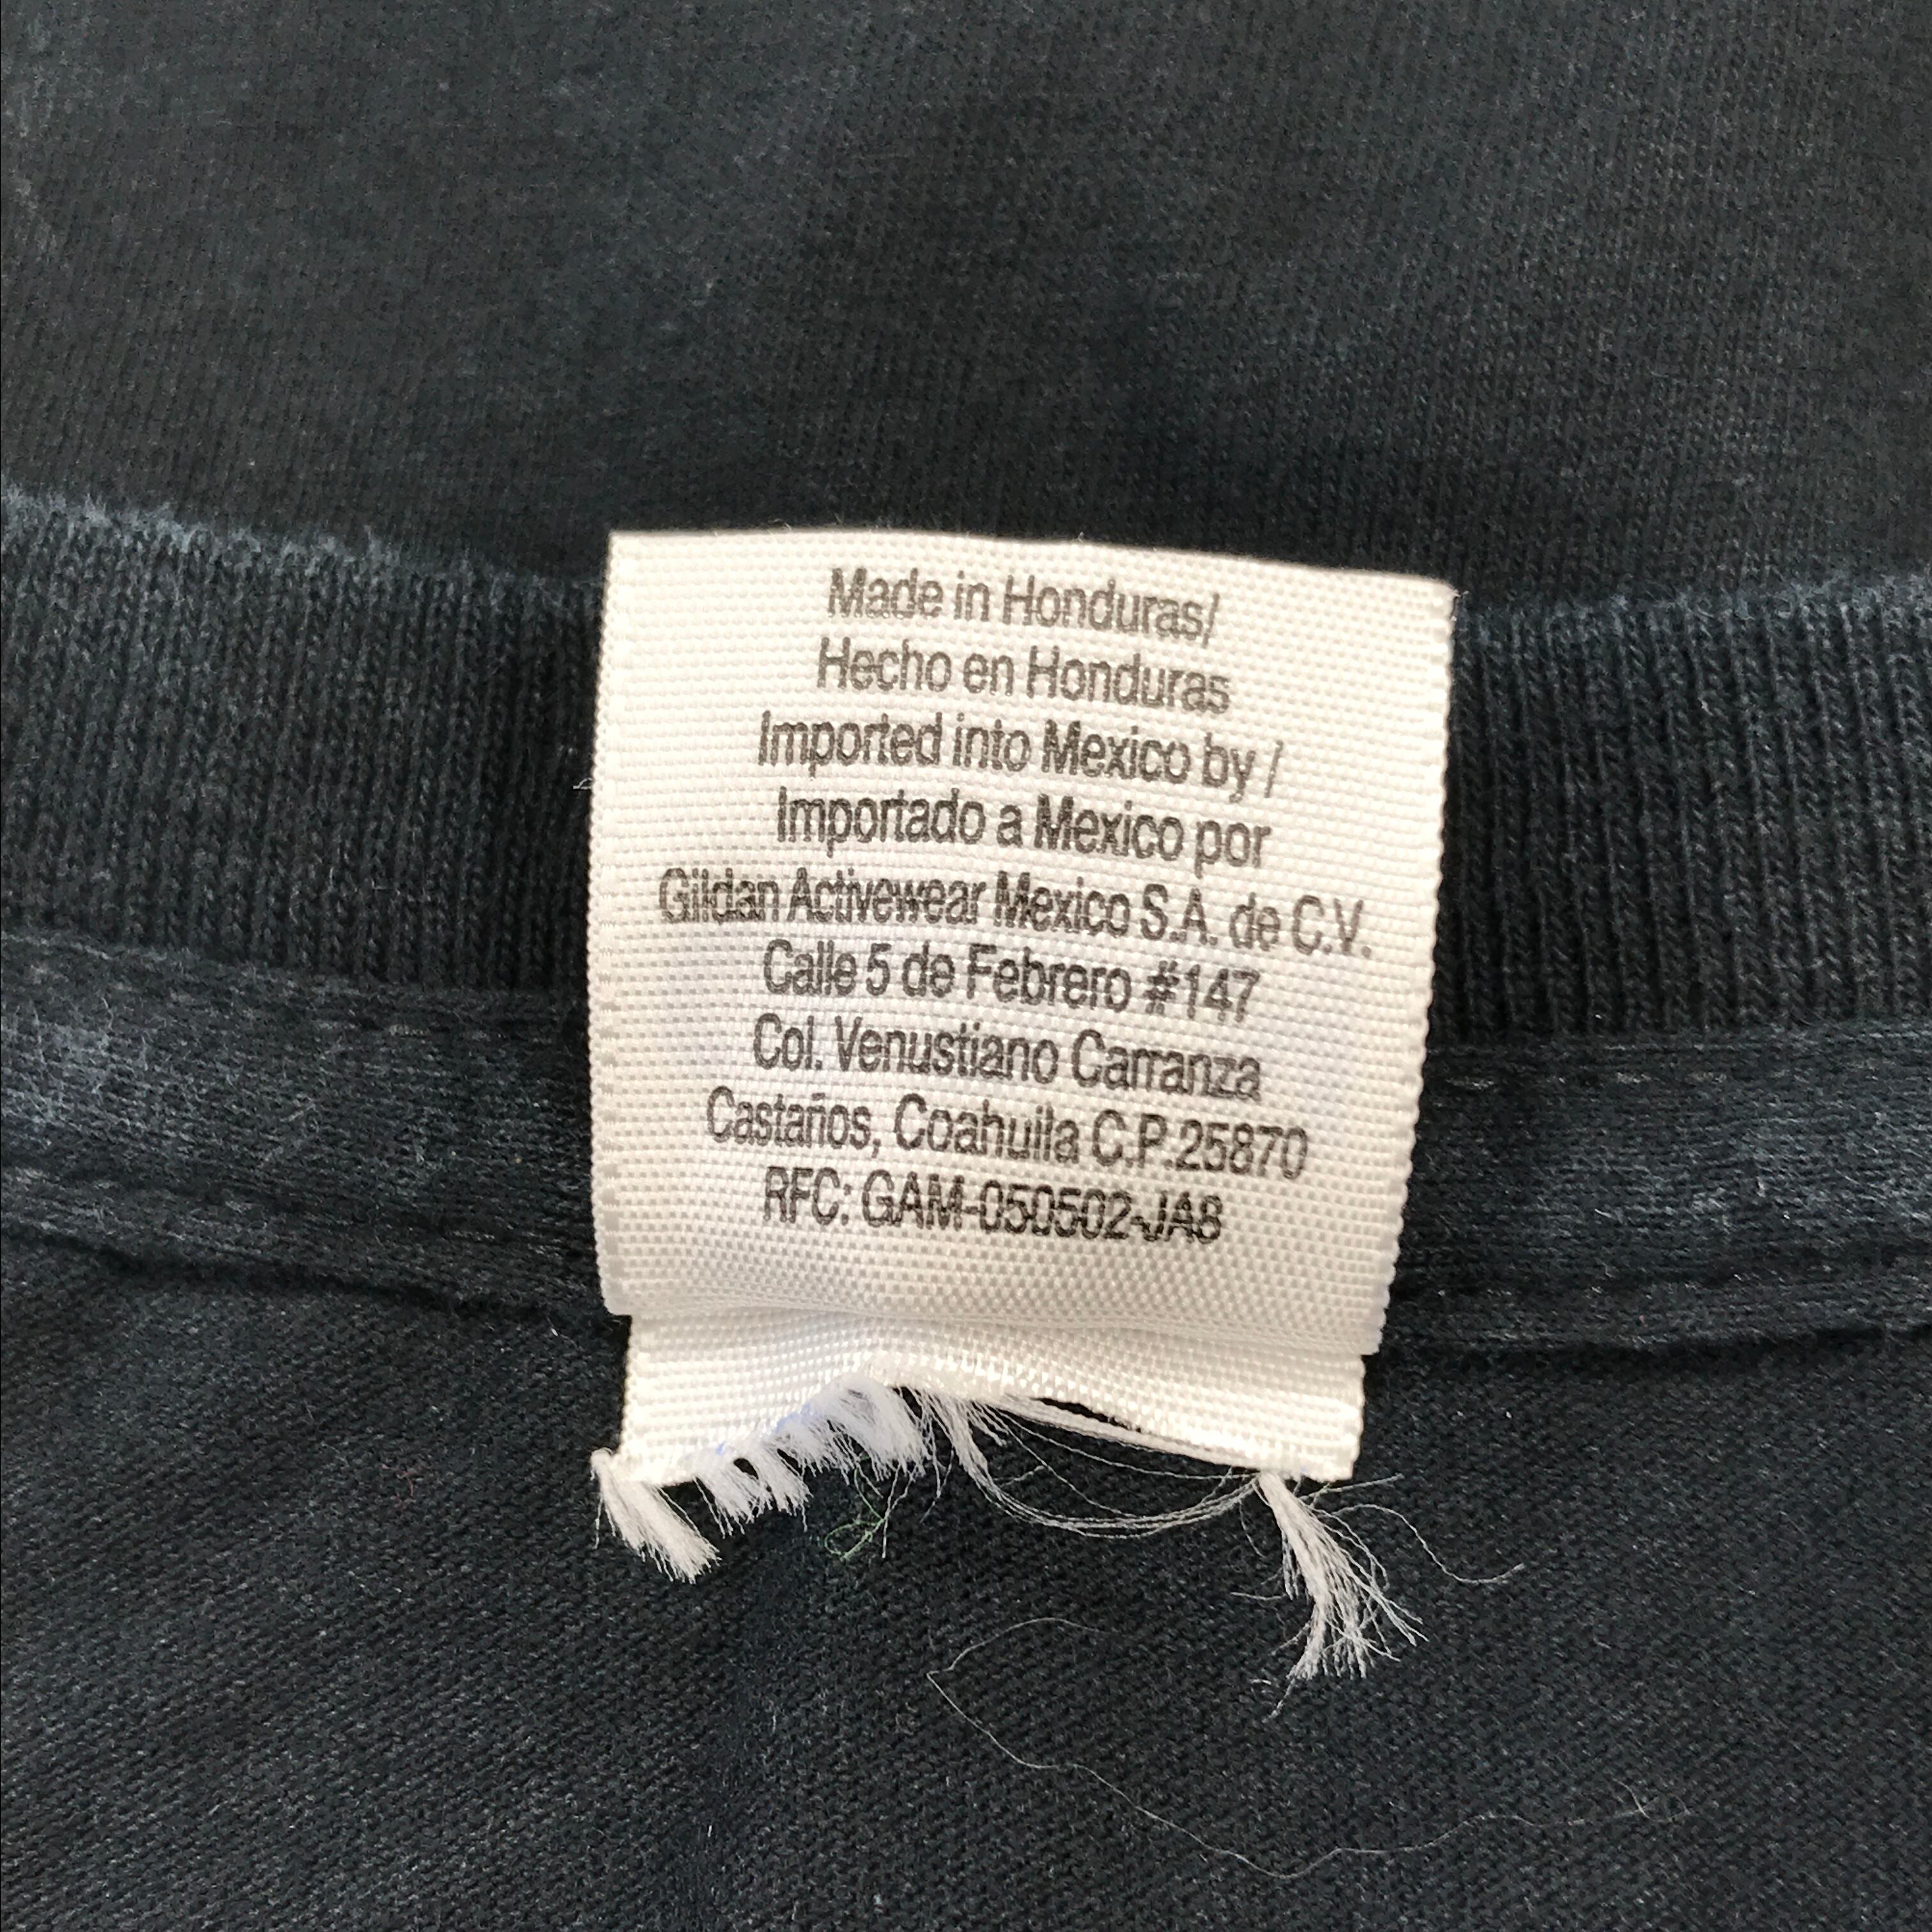 Made in Honduras/
Hecho en Honduras
Imported into Mexico by /
Importado a Mexico por
Gildan Activewear Mexico S.A. de C.V.
Calle 5 de Febrero #147
Col. Venustiano Carranza
Castaños, Coahuila C.P.25870
RFC: GAM-050502-JA8